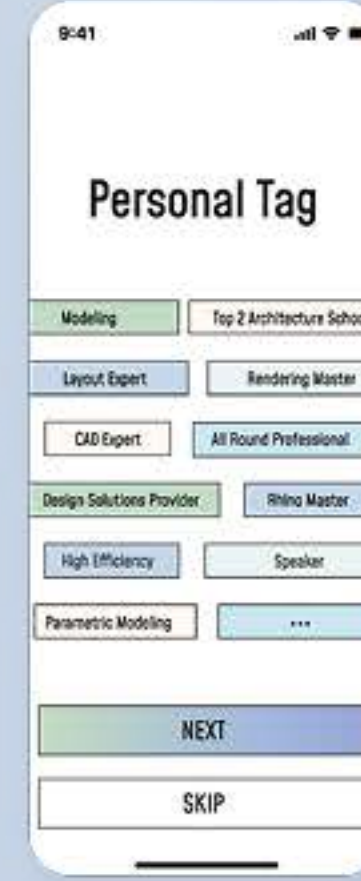 9:41
Personal Tag
Modeling
Top 2 Architecture Schoo
Layout Expert
Rendering Master
CAD Expert
All Round Professional
Design Solutions Provider
Rhino Master
High Efficiency
Speaker
Parametric Modeling
...
NEXT
SKIP